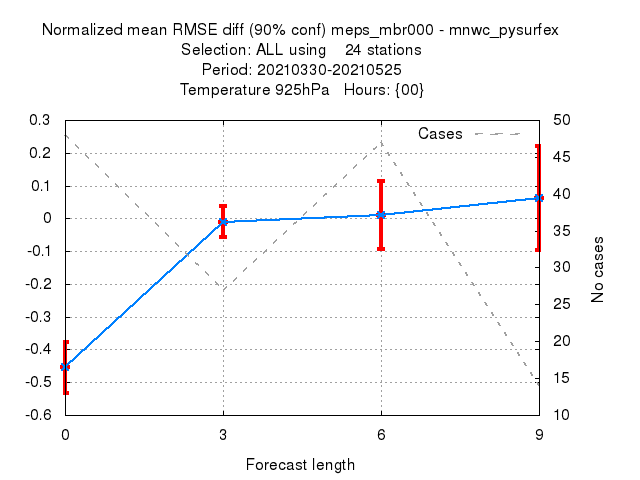 Normalized mean RMSE diff (90% conf) meps_mbr000 - mnwc_pysurfex
Selection: ALL using 24 stations
Period: 20210330-20210525
Temperature 925hPa Hours: {00}
Cases
0.3
0.2
0.1
0
-0.1
-0.2
-0.3
-0.4
-0.5
-0.6
50
45
40
35
30
25
20
15
10
No cases
0 3 6 9
Forecast length